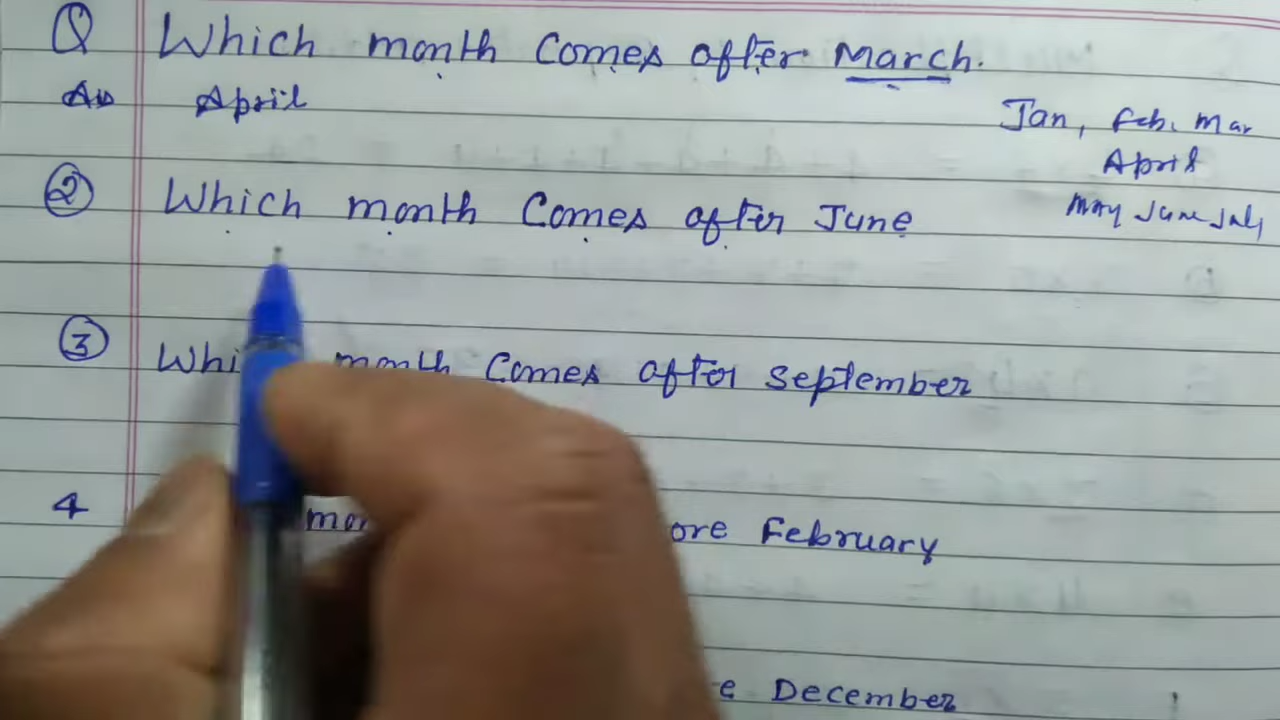 Q Which month Comes after March.
As April
Jan, Feb. Mar
April
May June July
2 Which month Comes after June
3 Whi month Comes after September
4 mon ore February
e December